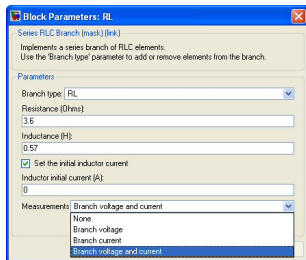 Block Parameters: RL
Series RLC Branch (mask) (link)
Implements a series branch of RLC elements.
Use the 'Branch type' parameter to add or remove elements from the branch.
Parameters
Branch type: RL
Resistance (Ohms):
3.6
Inductance (H):
0.57
Set the initial inductor current
Inductor initial current (A):
0
Measurements Branch voltage and current
None
Branch voltage
Branch current
Branch voltage and current